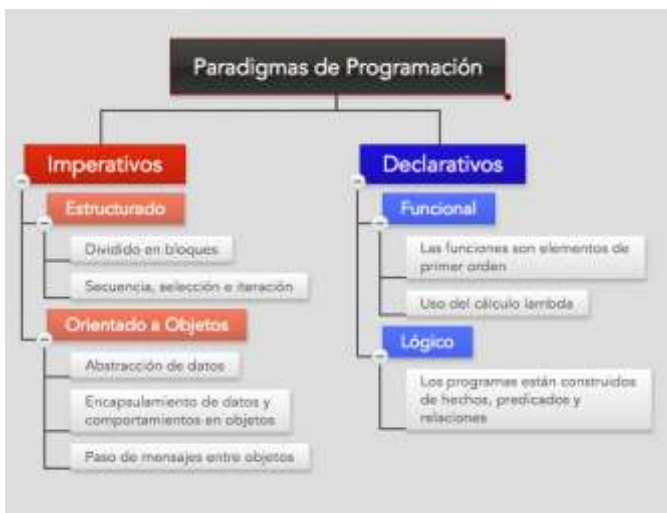 Paradigmas de Programación
Imperativos
Estructurado
Dividido en bloques
Secuencia, selección e iteración
Orientado a Objetos
Abstracción de datos
Encapsulamiento de datos y
comportamientos en objetos
Paso de mensajes entre objetos
Declarativos
Funcional
Las funciones son elementos de
primer orden
Uso del cálculo lambda
Lógico
Los programas están construidos
de hechos, predicados y
relaciones